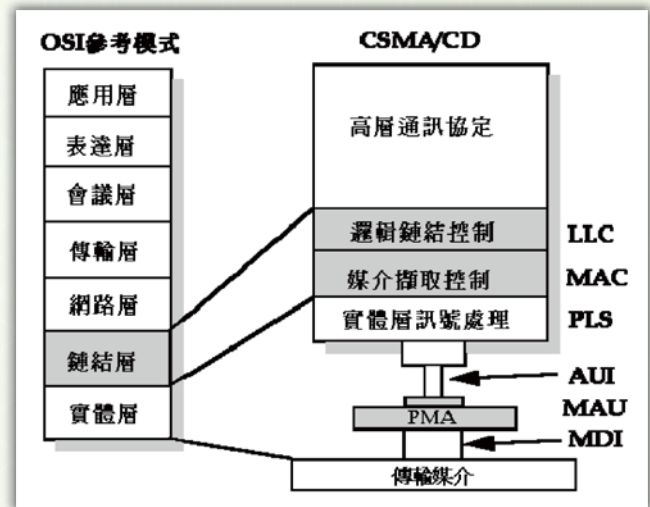 OSI參考模式
應用層
表達層
會議層
傳輸層
網路層
鏈結層
實體層
CSMA/CD
高層通訊協定
邏輯鏈結控制 LLC
媒介擷取控制 MAC
實體層訊號處理 PLS
AUI
PMA MAU
MDI
傳輸媒介